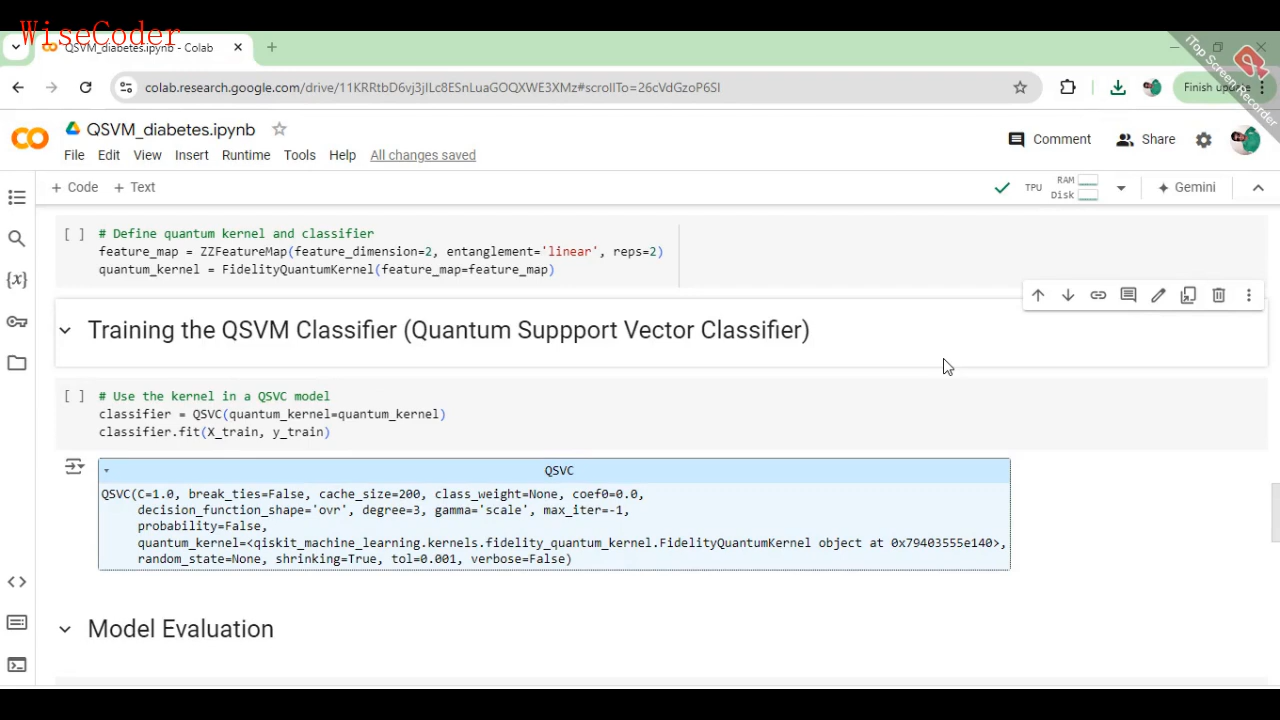 WiseCoder
QSVM_diabetes.ipynb - Colab
iTop Screen Recorder
colab.research.google.com/drive/11KRRtbD6vj3jILc8ESnLuaGOQXWE3XMz#scrollTo=26cVdGzoP6SI
Finish update
CO
QSVM_diabetes.ipynb
Comment
Share
File Edit View Insert Runtime Tools Help All changes saved
+ Code + Text
TPU
RAM
Disk
Gemini
[ ] # Define quantum kernel and classifier
feature_map = ZZFeatureMap(feature_dimension=2, entanglement='linear', reps=2)
quantum_kernel = FidelityQuantumKernel(feature_map=feature_map)
Training the QSVM Classifier (Quantum Suppport Vector Classifier)
[ ] # Use the kernel in a QSVC model
classifier = QSVC(quantum_kernel=quantum_kernel)
classifier.fit(X_train, y_train)
QSVC
QSVC(C=1.0, break_ties=False, cache_size=200, class_weight=None, coef0=0.0,
decision_function_shape='ovr', degree=3, gamma='scale', max_iter=-1,
probability=False,
quantum_kernel=<qiskit_machine_learning.kernels.fidelity_quantum_kernel.FidelityQuantumKernel object at 0x79403555e140>,
random_state=None, shrinking=True, tol=0.001, verbose=False)
Model Evaluation